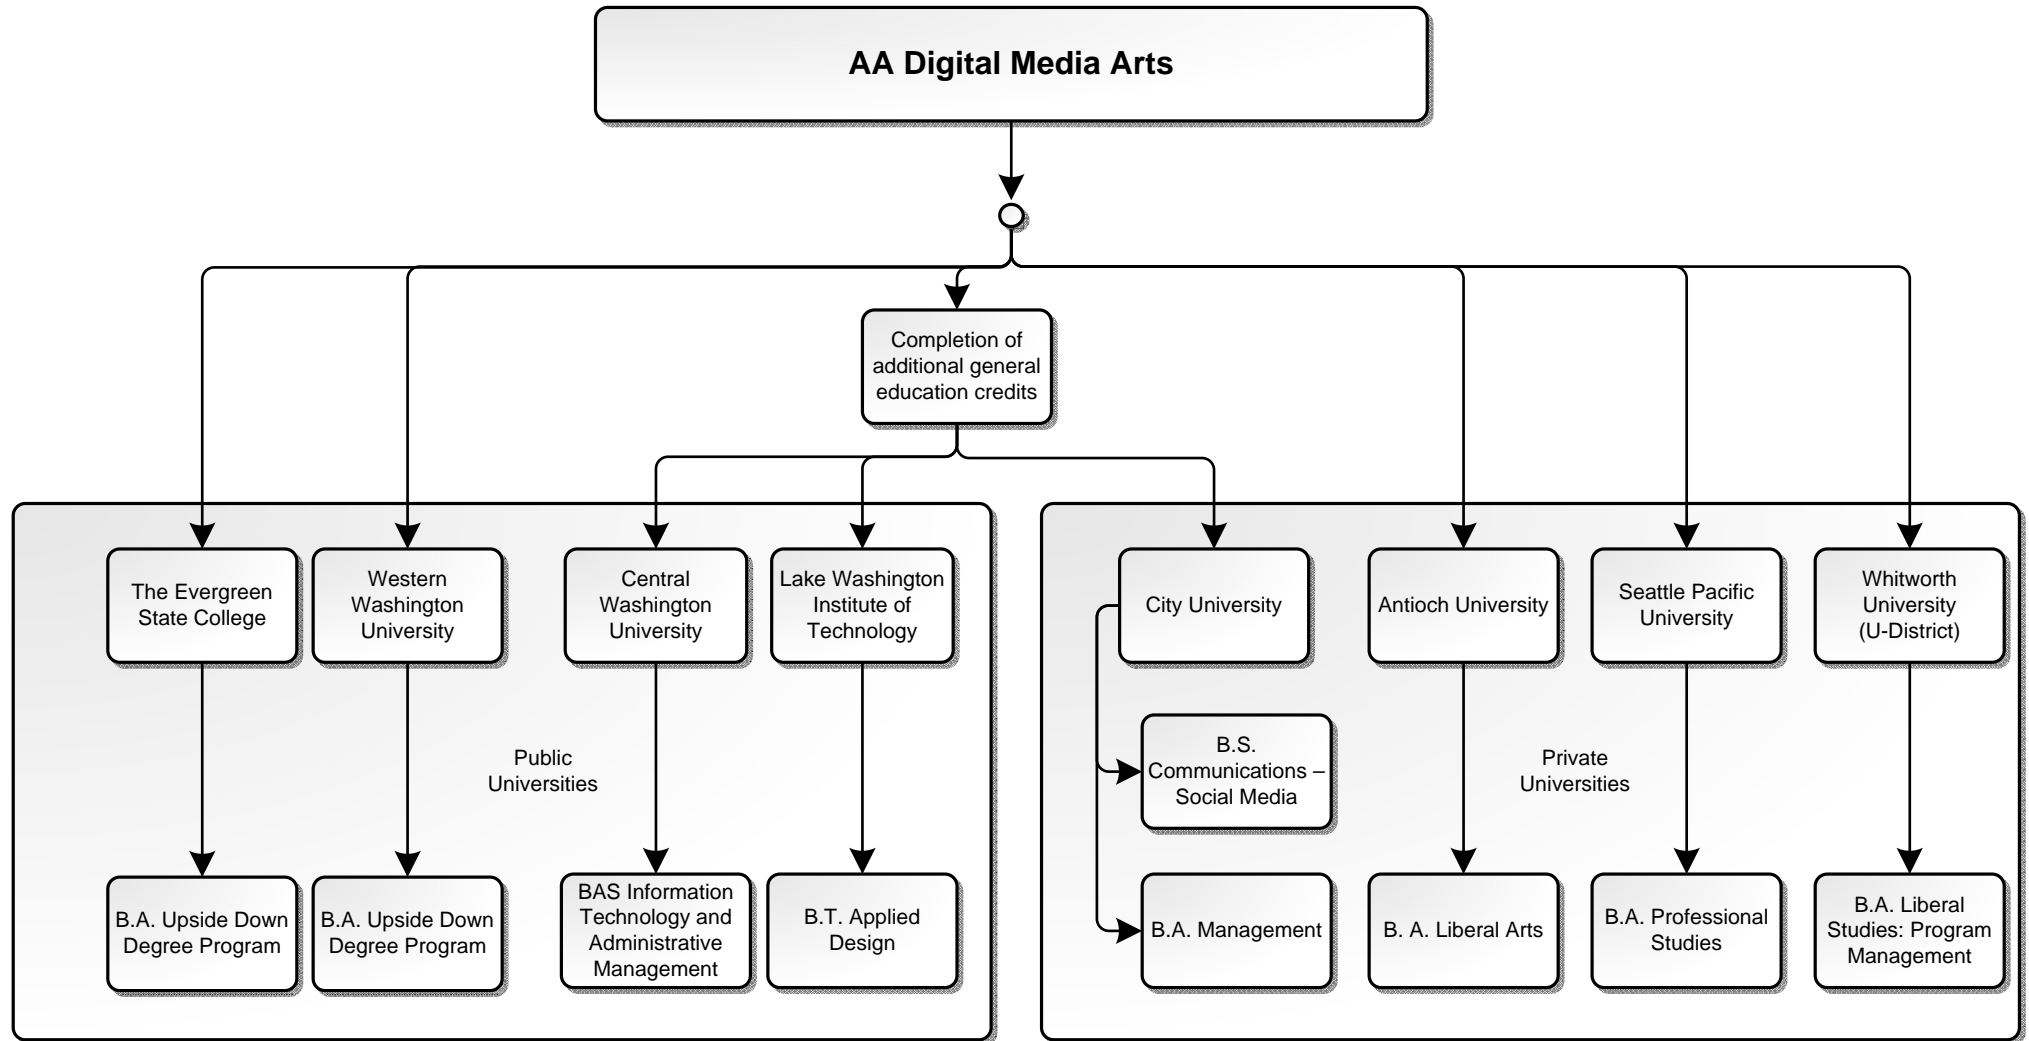 AA Digital Media Arts
Completion of
additional general
education credits
The Evergreen
State College
Western
Washington
University
Central
Washington
University
Lake Washington
Institute of
Technology
City University
Antioch University
Seattle Pacific
University
Whitworth
University
(U-District)
Public
Universities
B.S.
Communications –
Social Media
Private
Universities
B.A. Upside Down
Degree Program
B.A. Upside Down
Degree Program
BAS Information
Technology and
Administrative
Management
B.T. Applied
Design
B.A. Management
B. A. Liberal Arts
B.A. Professional
Studies
B.A. Liberal
Studies: Program
Management